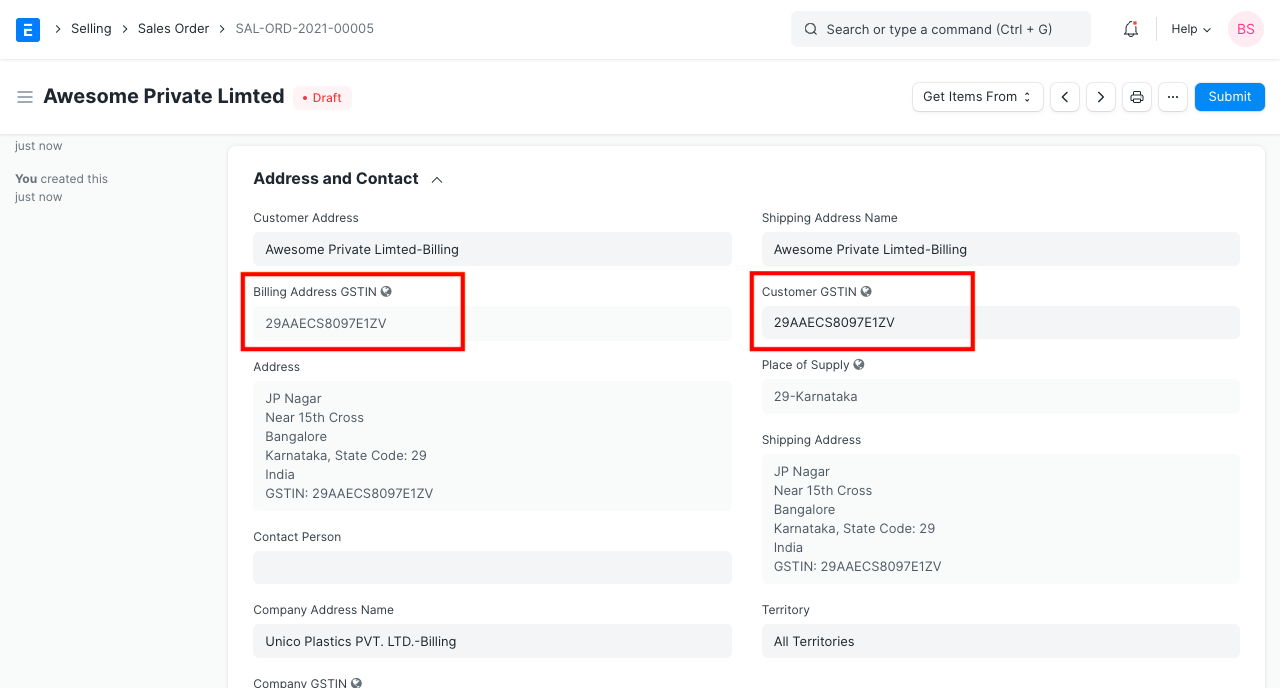 E
Selling
Sales Order
SAL-ORD-2021-00005
Search or type a command (Ctrl + G)
Help
BS
Awesome Private Limted
Draft
Get Items From
...
Submit
just now
You created this
just now
Address and Contact
Customer Address
Awesome Private Limted-Billing
Billing Address GSTIN
29AAECS8097E1ZV
Address
JP Nagar
Near 15th Cross
Bangalore
Karnataka, State Code: 29
India
GSTIN: 29AAECS8097E1ZV
Contact Person
Company Address Name
Unico Plastics PVT. LTD.-Billing
Company GSTIN
Shipping Address Name
Awesome Private Limted-Billing
Customer GSTIN
29AAECS8097E1ZV
Place of Supply
29-Karnataka
Shipping Address
JP Nagar
Near 15th Cross
Bangalore
Karnataka, State Code: 29
India
GSTIN: 29AAECS8097E1ZV
Territory
All Territories